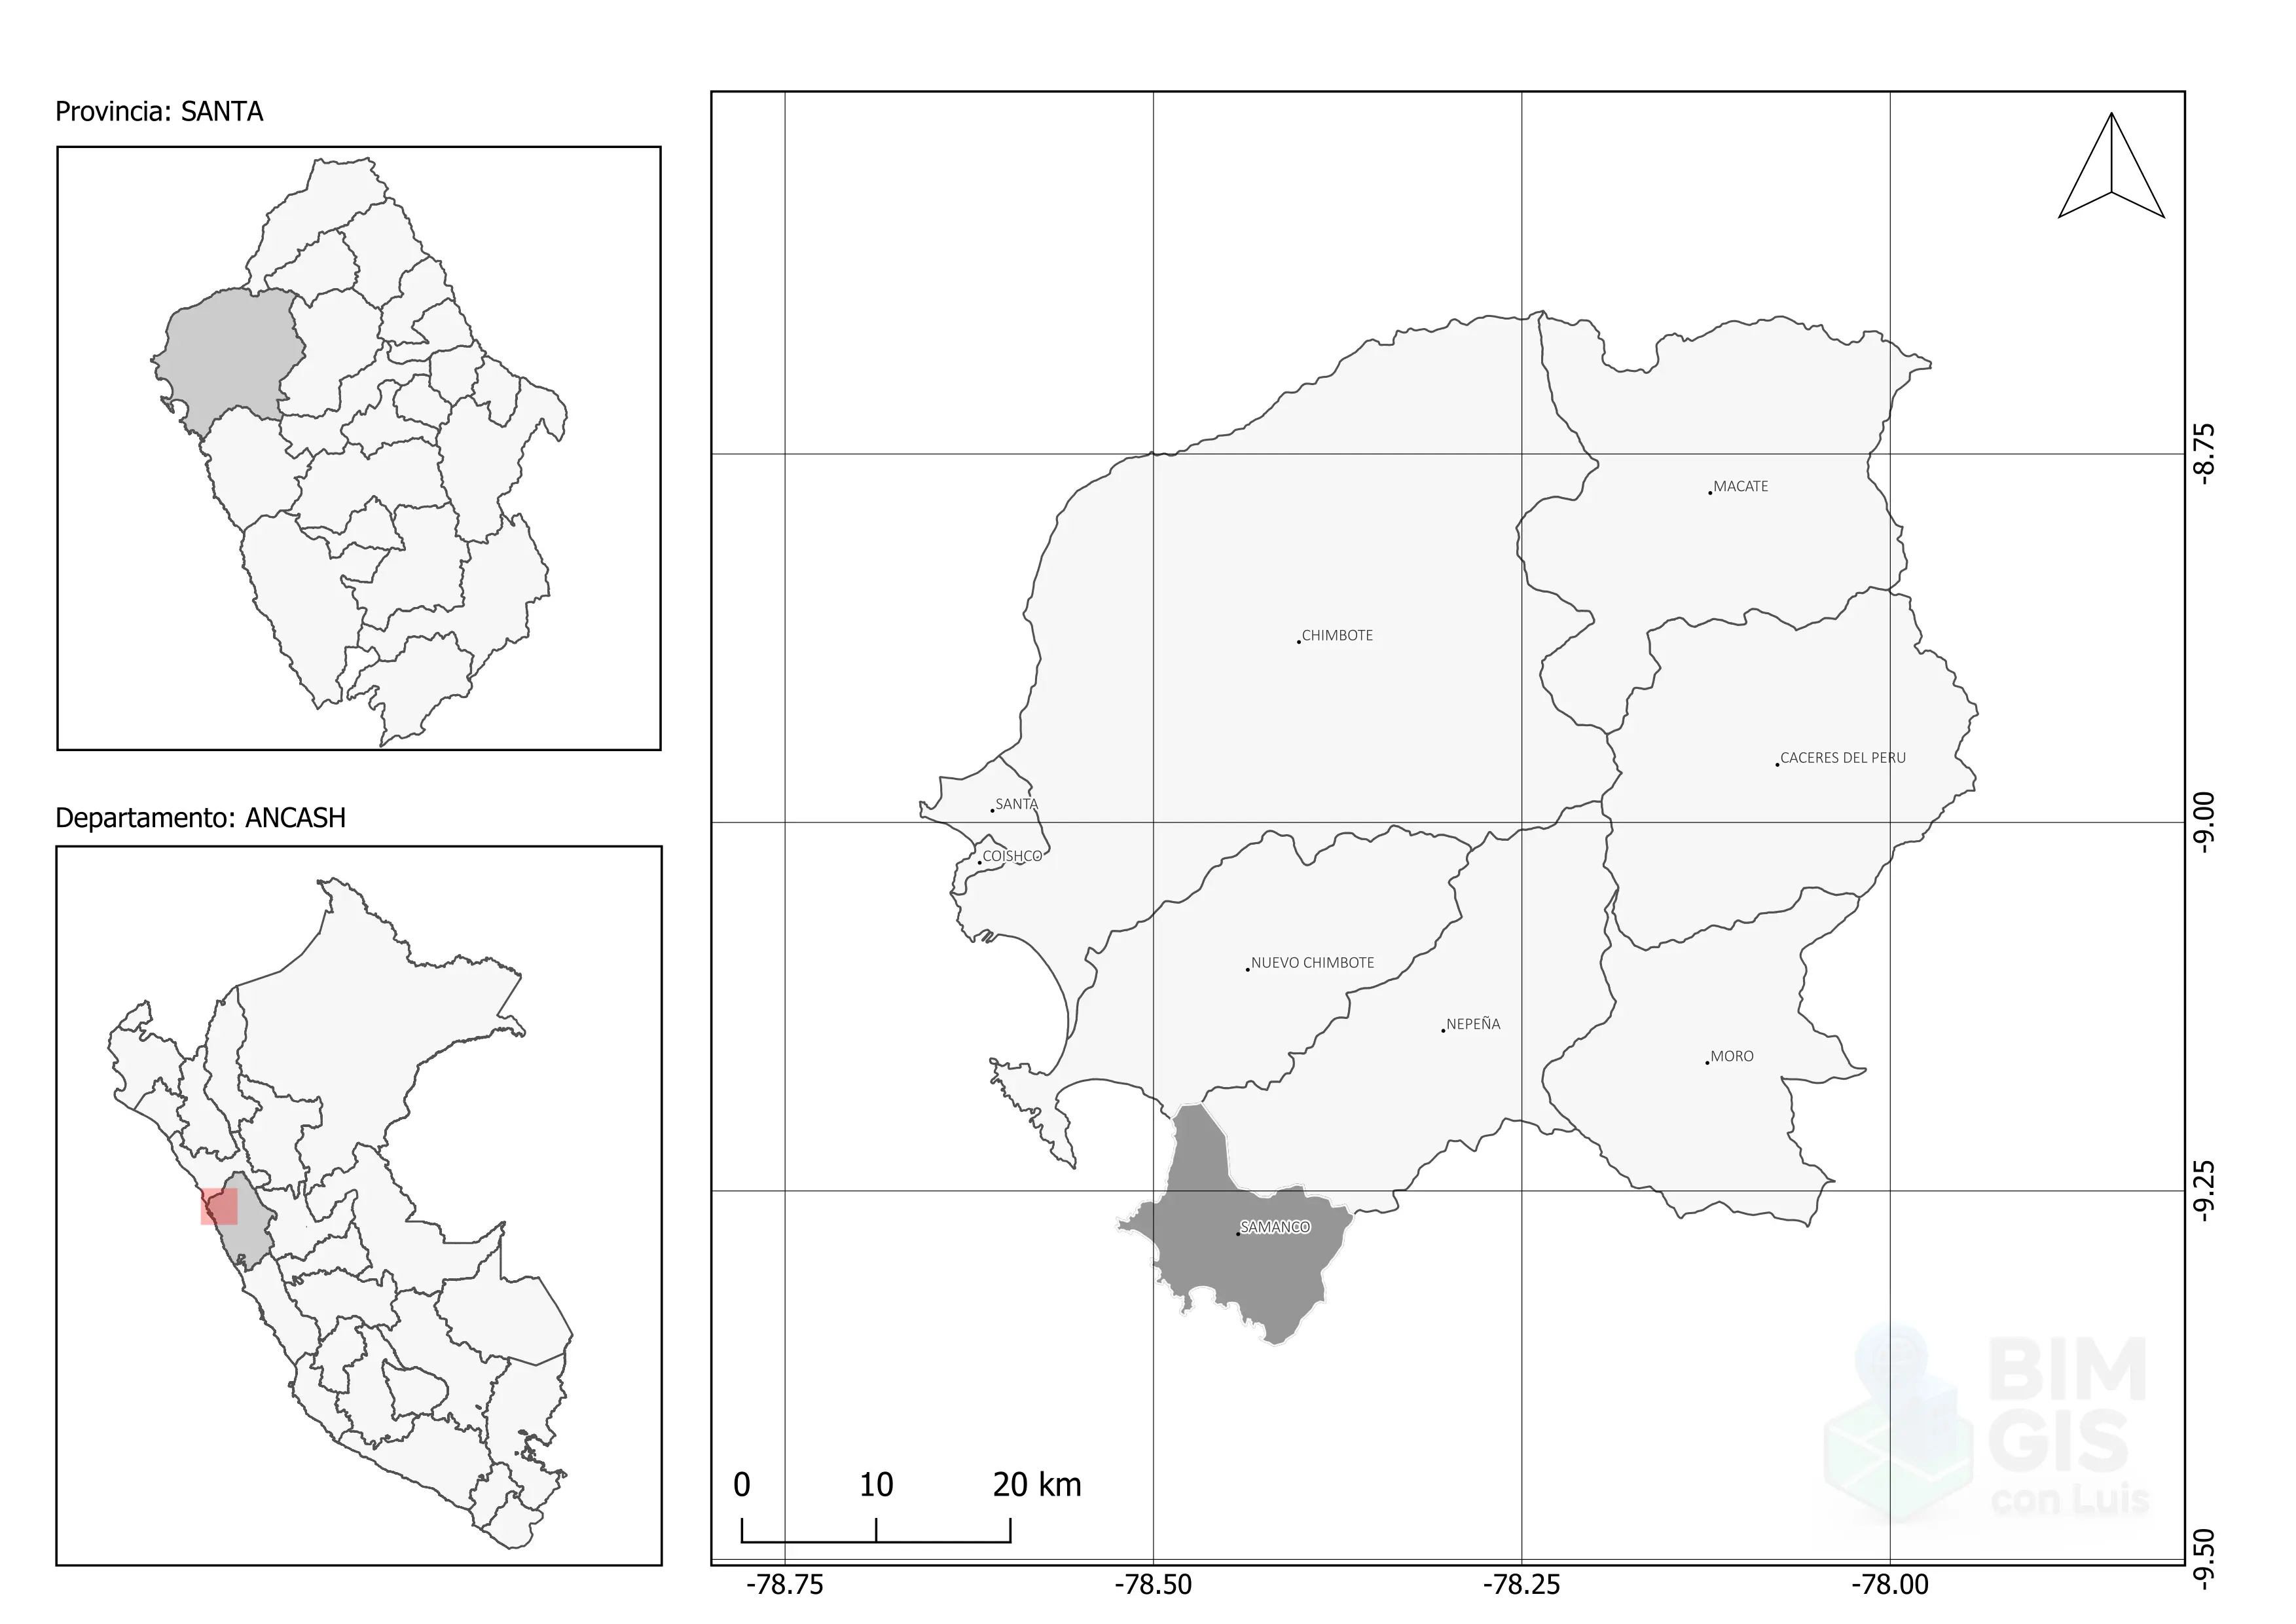 Provincia: SANTA
Departamento: ANCASH
MACATE
CHIMBOTE
CACERES DEL PERU
SANTA
COISHCO
NUEVO CHIMBOTE
NEPEÑA
MORO
SAMANCO
0 10 20 km
BIM
GIS
con Luis
-8.75
-9.00
-9.25
-9.50
-78.75 -78.50 -78.25 -78.00